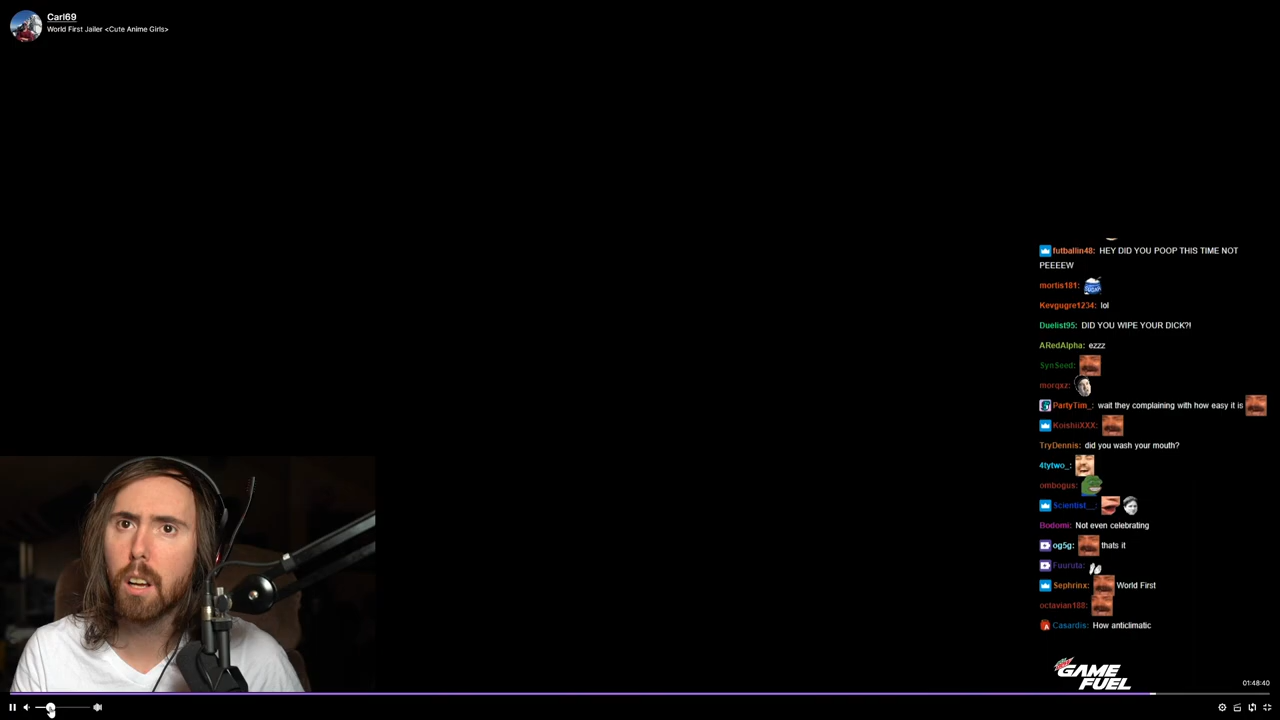 Carl69
World First Jailer <Cute Anime Girls>
futballin48: HEY DID YOU POOP THIS TIME NOT
PEEEEW
mortis181:
Kevgugre1234: lol
Duelist95: DID YOU WIPE YOUR DICK?!
ARedAlpha: ezzz
SynSeed:
morqxz:
PartyTim_: wait they complaining with how easy it is
KoishiiXXX:
TryDennis: did you wash your mouth?
4tytwo_:
ombogus:
Scientist__:
Bodomi: Not even celebrating
og5g: thats it
Fuuruta:
Sephrinx: World First
octavian188:
Casardis: How anticlimatic
GAME
FUEL
01:48:40